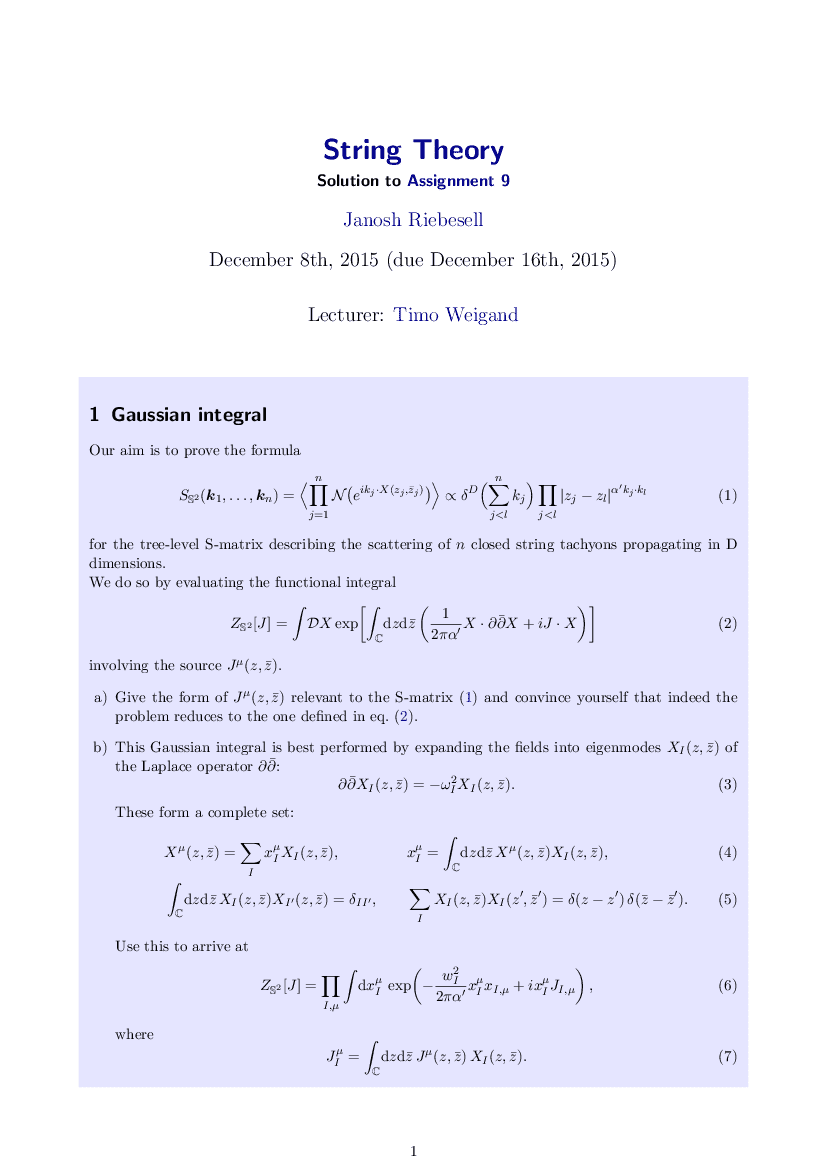 String Theory
Solution to Assignment 9
Janosh Riebesell
December 8th, 2015 (due December 16th, 2015)
Lecturer: Timo Weigand
1 Gaussian integral
Our aim is to prove the formula
$S_{\mathbb{S}^2}(\boldsymbol{k}_1, \ldots, \boldsymbol{k}_n) = \Big\langle \prod_{j=1}^{n} \mathcal{N}\big(e^{ik_j \cdot X(z_j, \bar{z}_j)}\big) \Big\rangle \propto \delta^D\Big(\sum_{j<l}^{n} k_j\Big) \prod_{j<l} |z_j - z_l|^{\alpha' k_j \cdot k_l}$ (1)
for the tree-level S-matrix describing the scattering of n closed string tachyons propagating in D
dimensions.
We do so by evaluating the functional integral
$Z_{\mathbb{S}^2}[J] = \int \mathcal{D}X \exp\left[\int_{\mathbb{C}} \mathrm{d}z\mathrm{d}\bar{z} \left(\frac{1}{2\pi\alpha'} X \cdot \partial\bar{\partial}X + iJ \cdot X\right)\right]$ (2)
involving the source $J^\mu(z, \bar{z})$.
a) Give the form of $J^\mu(z, \bar{z})$ relevant to the S-matrix (1) and convince yourself that indeed the
problem reduces to the one defined in eq. (2).
b) This Gaussian integral is best performed by expanding the fields into eigenmodes $X_I(z, \bar{z})$ of
the Laplace operator $\partial\bar{\partial}$:
$\partial\bar{\partial}X_I(z, \bar{z}) = -\omega_I^2 X_I(z, \bar{z}).$ (3)
These form a complete set:
$X^\mu(z, \bar{z}) = \sum_I x_I^\mu X_I(z, \bar{z}), \quad x_I^\mu = \int_{\mathbb{C}} \mathrm{d}z\mathrm{d}\bar{z}\, X^\mu(z, \bar{z}) X_I(z, \bar{z}),$ (4)
$\int_{\mathbb{C}} \mathrm{d}z\mathrm{d}\bar{z}\, X_I(z, \bar{z}) X_{I'}(z, \bar{z}) = \delta_{II'}, \quad \sum_I X_I(z, \bar{z}) X_I(z', \bar{z}') = \delta(z - z')\, \delta(\bar{z} - \bar{z}').$ (5)
Use this to arrive at
$Z_{\mathbb{S}^2}[J] = \prod_{I,\mu} \int \mathrm{d}x_I^\mu \exp\left(-\frac{w_I^2}{2\pi\alpha'} x_I^\mu x_{I,\mu} + i x_I^\mu J_{I,\mu}\right),$ (6)
where
$J_I^\mu = \int_{\mathbb{C}} \mathrm{d}z\mathrm{d}\bar{z}\, J^\mu(z, \bar{z})\, X_I(z, \bar{z}).$ (7)
1